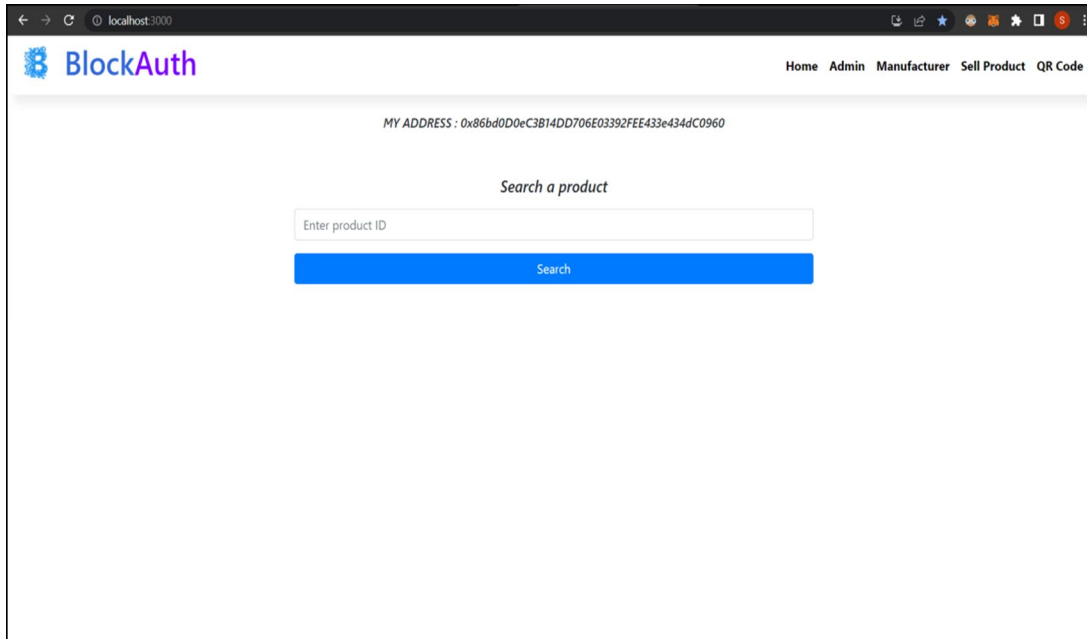 localhost:3000
S
BlockAuth
Home Admin Manufacturer Sell Product QR Code
MY ADDRESS : 0x86bd0D0eC3B14DD706E03392FEE433e434dC0960
Search a product
Enter product ID
Search